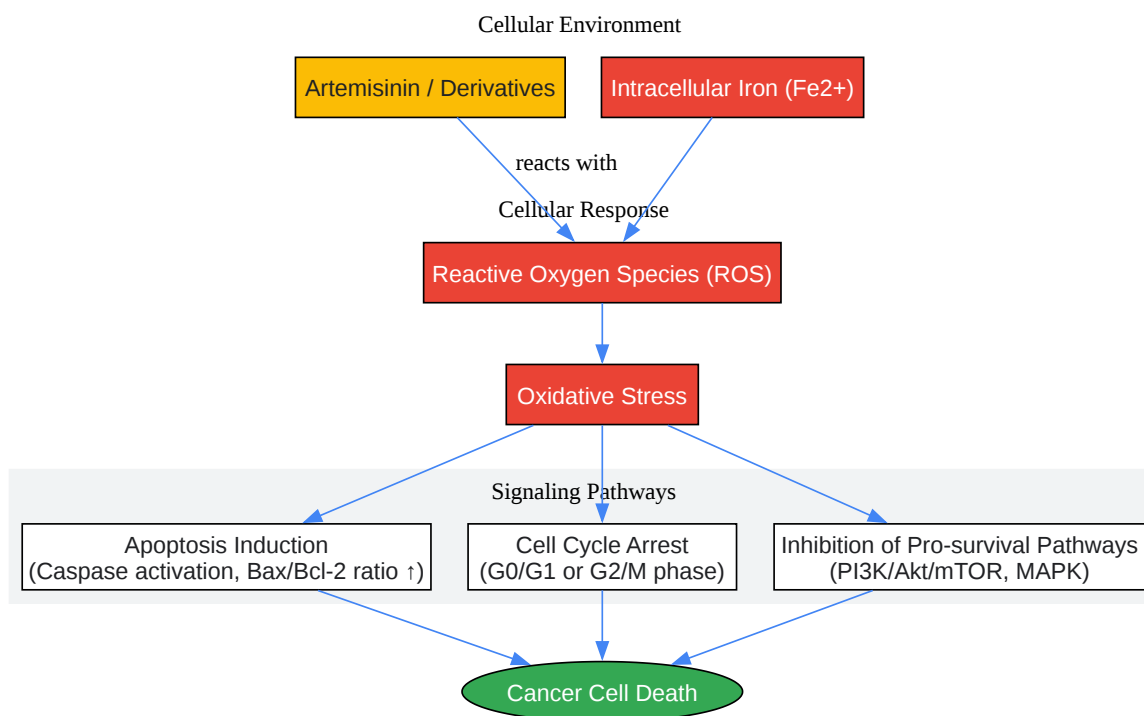 Cellular Environment
Artemisinin / Derivatives
Intracellular Iron (Fe2+)
reacts with
Cellular Response
Reactive Oxygen Species (ROS)
Oxidative Stress
Signaling Pathways
Apoptosis Induction
(Caspase activation, Bax/Bcl-2 ratio ↑)
Cell Cycle Arrest
(G0/G1 or G2/M phase)
Inhibition of Pro-survival Pathways
(PI3K/Akt/mTOR, MAPK)
Cancer Cell Death